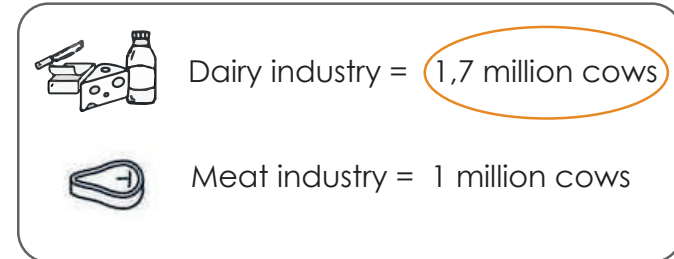 Dairy industry = 1,7 million cows
Meat industry = 1 million cows